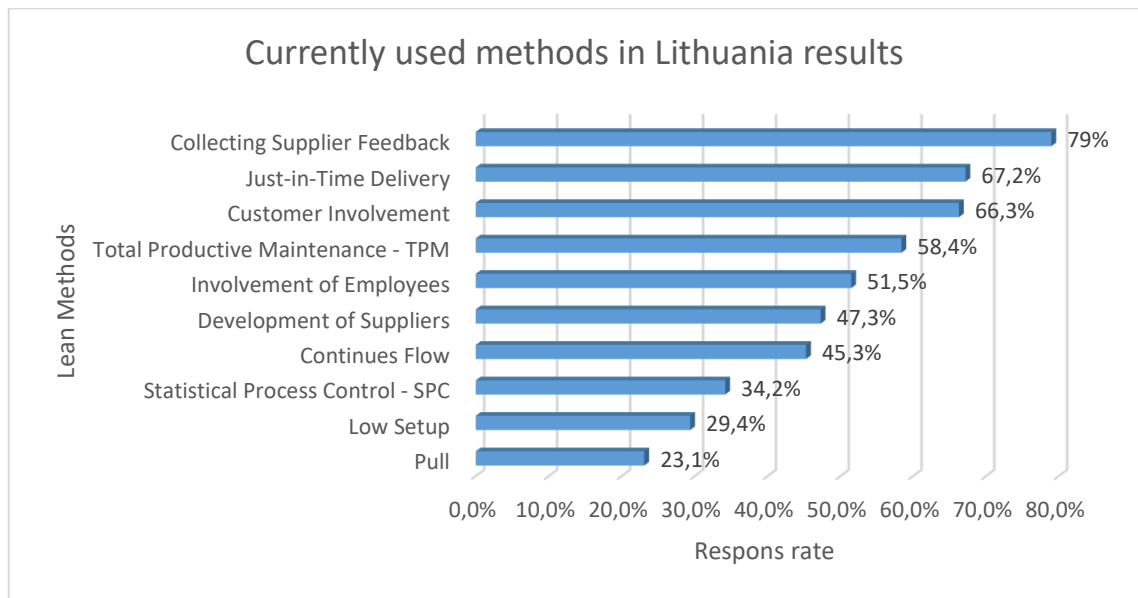 Currently used methods in Lithuania results
Lean Methods
Collecting Supplier Feedback 79%
Just-in-Time Delivery 67,2%
Customer Involvement 66,3%
Total Productive Maintenance - TPM 58,4%
Involvement of Employees 51,5%
Development of Suppliers 47,3%
Continues Flow 45,3%
Statistical Process Control - SPC 34,2%
Low Setup 29,4%
Pull 23,1%
0,0% 10,0% 20,0% 30,0% 40,0% 50,0% 60,0% 70,0% 80,0%
Respons rate